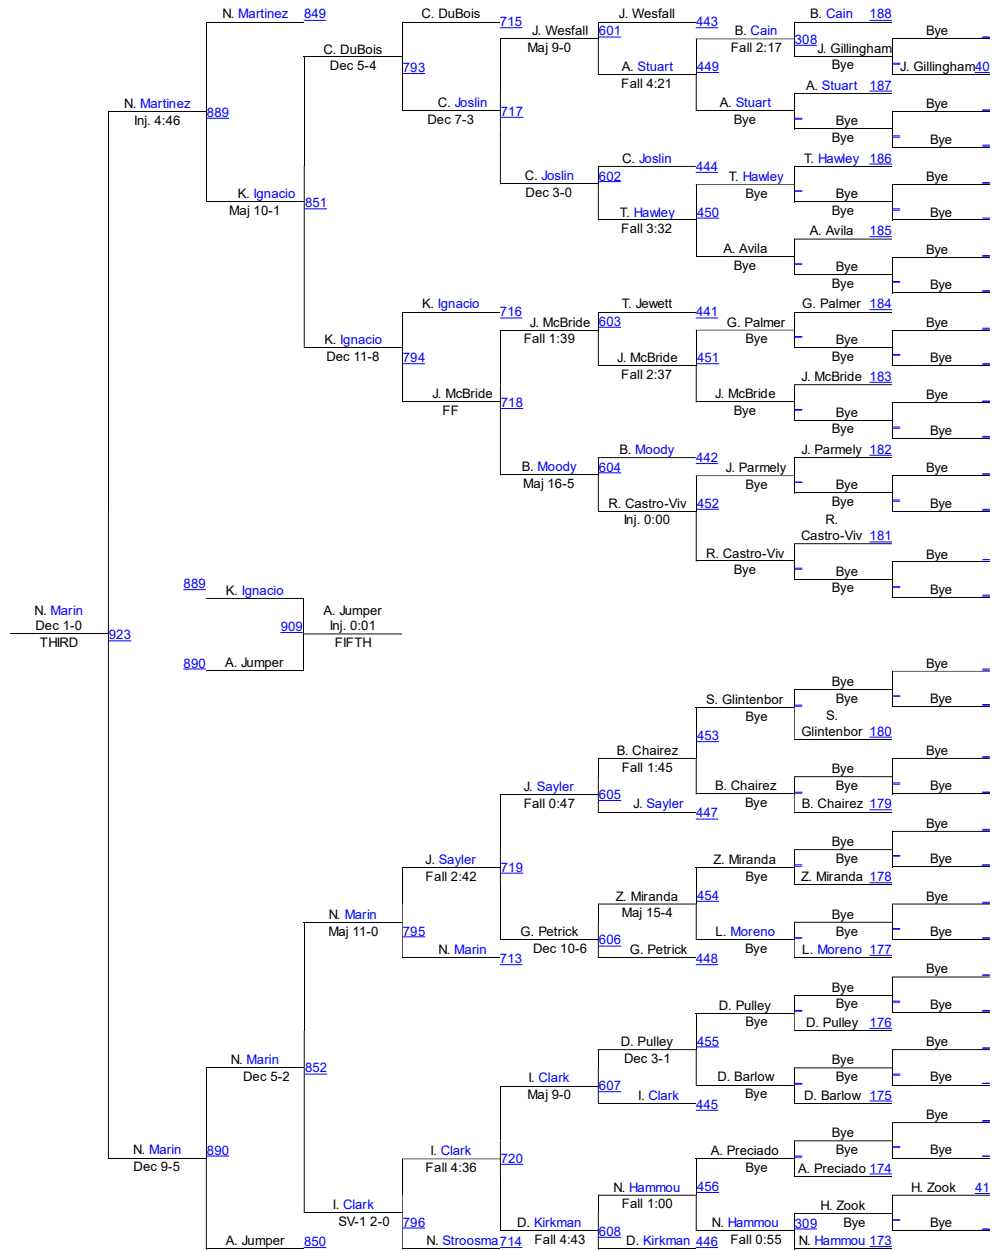 N. Martinez 849
C. DuBois 715
J. Wesfall 443
B. Cain 188
Bye
J. Wesfall 601
Maj 9-0
B. Cain 308
Fall 2:17
J. Gillingham
Bye
J. Gillingham 40
C. DuBois 793
Dec 5-4
A. Stuart 449
Fall 4:21
A. Stuart 187
Bye
N. Martinez 889
Inj. 4:46
C. Joslin 717
Dec 7-3
A. Stuart
Bye
Bye
Bye
Bye
C. Joslin 444
T. Hawley 186
Bye
C. Joslin 602
Dec 3-0
T. Hawley
Bye
Bye
Bye
Bye
K. Ignacio 851
Maj 10-1
T. Hawley 450
Fall 3:32
A. Avila 185
Bye
A. Avila
Bye
Bye
Bye
Bye
K. Ignacio 716
T. Jewett 441
G. Palmer 184
Bye
J. McBride 603
Fall 1:39
G. Palmer
Bye
Bye
Bye
Bye
K. Ignacio 794
Dec 11-8
J. McBride 451
Fall 2:37
J. McBride 183
Bye
J. McBride 718
FF
J. McBride
Bye
Bye
Bye
Bye
B. Moody 442
J. Parmely 182
Bye
B. Moody 604
Maj 16-5
J. Parmely
Bye
Bye
Bye
Bye
R. Castro-Viv 452
Inj. 0:00
R.
Castro-Viv 181
Bye
R. Castro-Viv
Bye
Bye
Bye
Bye
889 K. Ignacio
N. Marin
Dec 1-0
THIRD 923
909 A. Jumper
Inj. 0:01
FIFTH
890 A. Jumper
Bye
S. Glintenbor
Bye
Bye
Bye
Bye
S.
Glintenbor 180
453
B. Chairez
Fall 1:45
Bye
J. Sayler 605
Fall 0:47
B. Chairez
Bye
Bye
Bye
Bye
J. Sayler 447
B. Chairez 179
Bye
J. Sayler 719
Fall 2:42
Z. Miranda
Bye
Bye
Bye
Bye
Z. Miranda 178
Z. Miranda 454
Maj 15-4
Bye
N. Marin 795
Maj 11-0
G. Petrick 606
Dec 10-6
L. Moreno
Bye
Bye
Bye
Bye
N. Marin 713
G. Petrick 448
L. Moreno 177
Bye
D. Pulley
Bye
Bye
Bye
Bye
D. Pulley 176
D. Pulley 455
Dec 3-1
Bye
N. Marin 852
Dec 5-2
I. Clark 607
Maj 9-0
D. Barlow
Bye
Bye
Bye
Bye
I. Clark 445
D. Barlow 175
Bye
N. Marin 890
Dec 9-5
I. Clark 720
Fall 4:36
A. Preciado
Bye
Bye
Bye
Bye
A. Preciado 174
N. Hammou 456
Fall 1:00
H. Zook 41
I. Clark 796
SV-1 2-0
D. Kirkman 608
Fall 4:43
N. Hammou 309
Fall 0:55
H. Zook
Bye
Bye
A. Jumper 850
N. Stroosma 714
D. Kirkman 446
N. Hammou 173